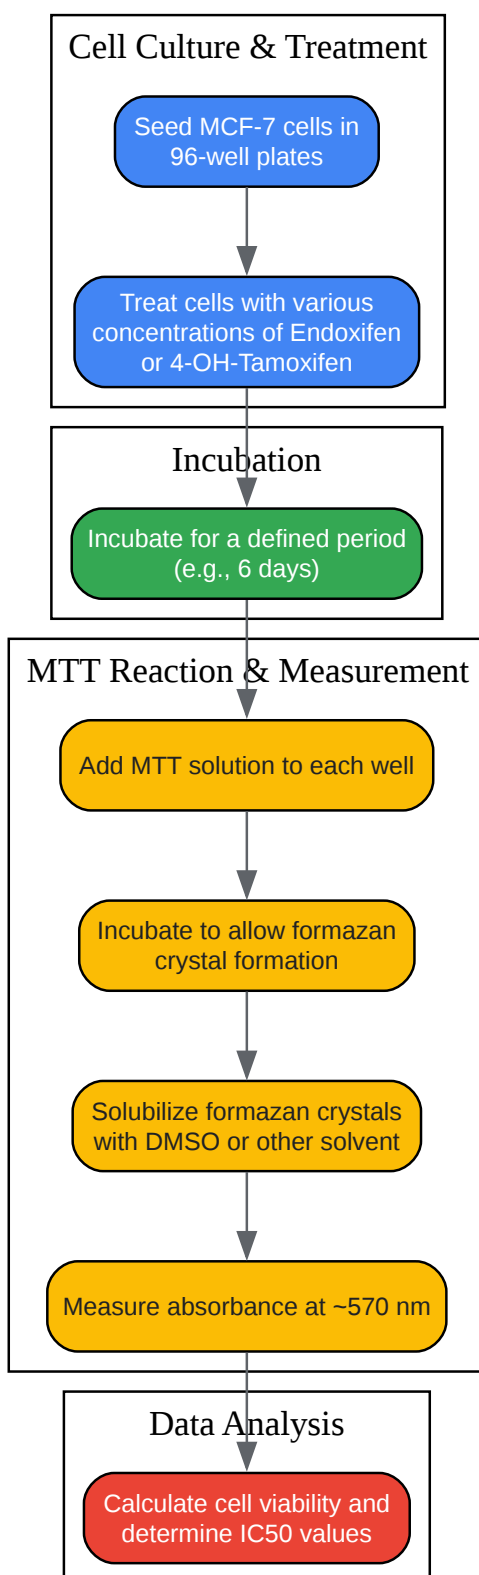 Cell Culture & Treatment
Seed MCF-7 cells in
96-well plates
Treat cells with various
concentrations of Endoxifen
or 4-OH-Tamoxifen
Incubation
Incubate for a defined period
(e.g., 6 days)
MTT Reaction & Measurement
Add MTT solution to each well
Incubate to allow formazan
crystal formation
Solubilize formazan crystals
with DMSO or other solvent
Measure absorbance at ~570 nm
Data Analysis
Calculate cell viability and
determine IC50 values